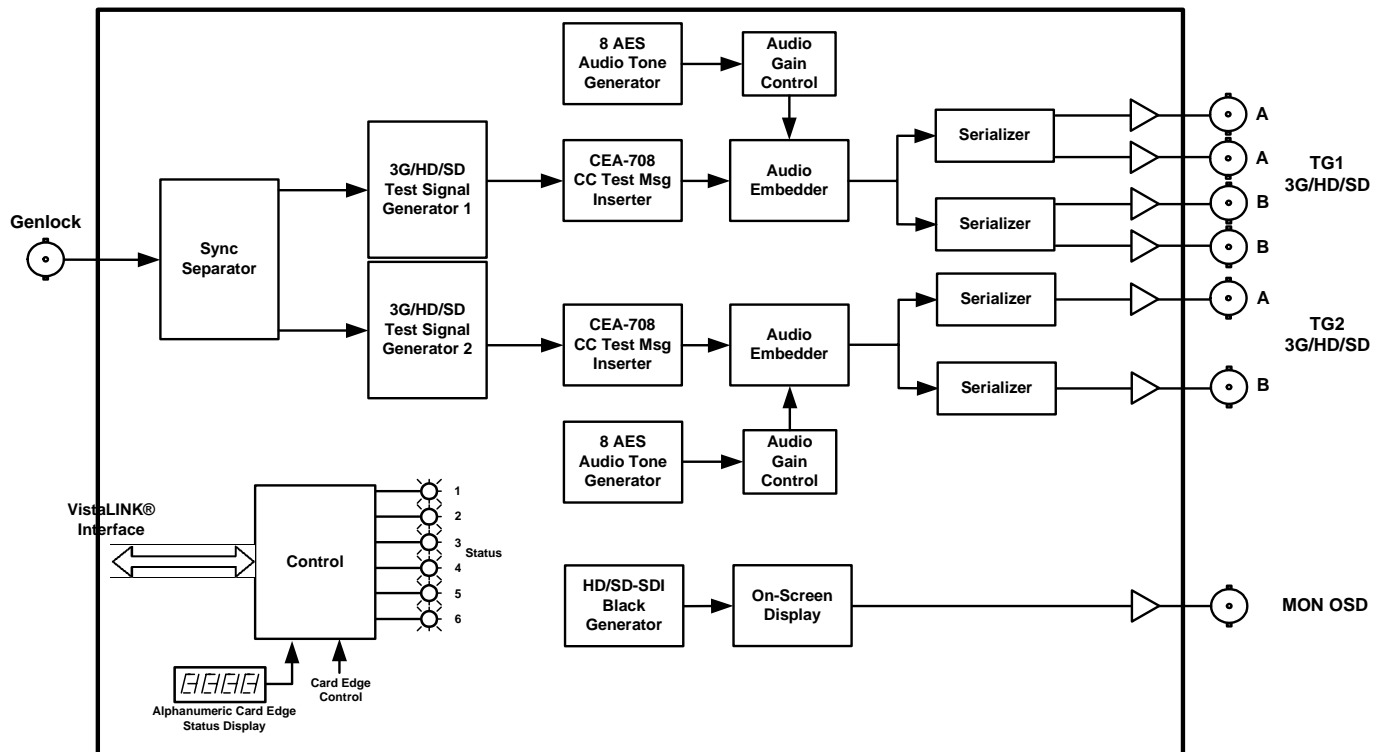 8 AES
Audio Tone
Generator
Audio
Gain
Control
Genlock
Sync
Separator
3G/HD/SD
Test Signal
Generator 1
CEA-708
CC Test Msg
Inserter
Audio
Embedder
Serializer
Serializer
A
A
B
B
TG1
3G/HD/SD
3G/HD/SD
Test Signal
Generator 2
CEA-708
CC Test Msg
Inserter
Audio
Embedder
Serializer
Serializer
A
B
TG2
3G/HD/SD
8 AES
Audio Tone
Generator
Audio
Gain
Control
VistaLINK®
Interface
Control
1
2
3
4
5
6
Status
Alphanumeric Card Edge
Status Display
Card Edge
Control
HD/SD-SDI
Black
Generator
On-Screen
Display
MON OSD